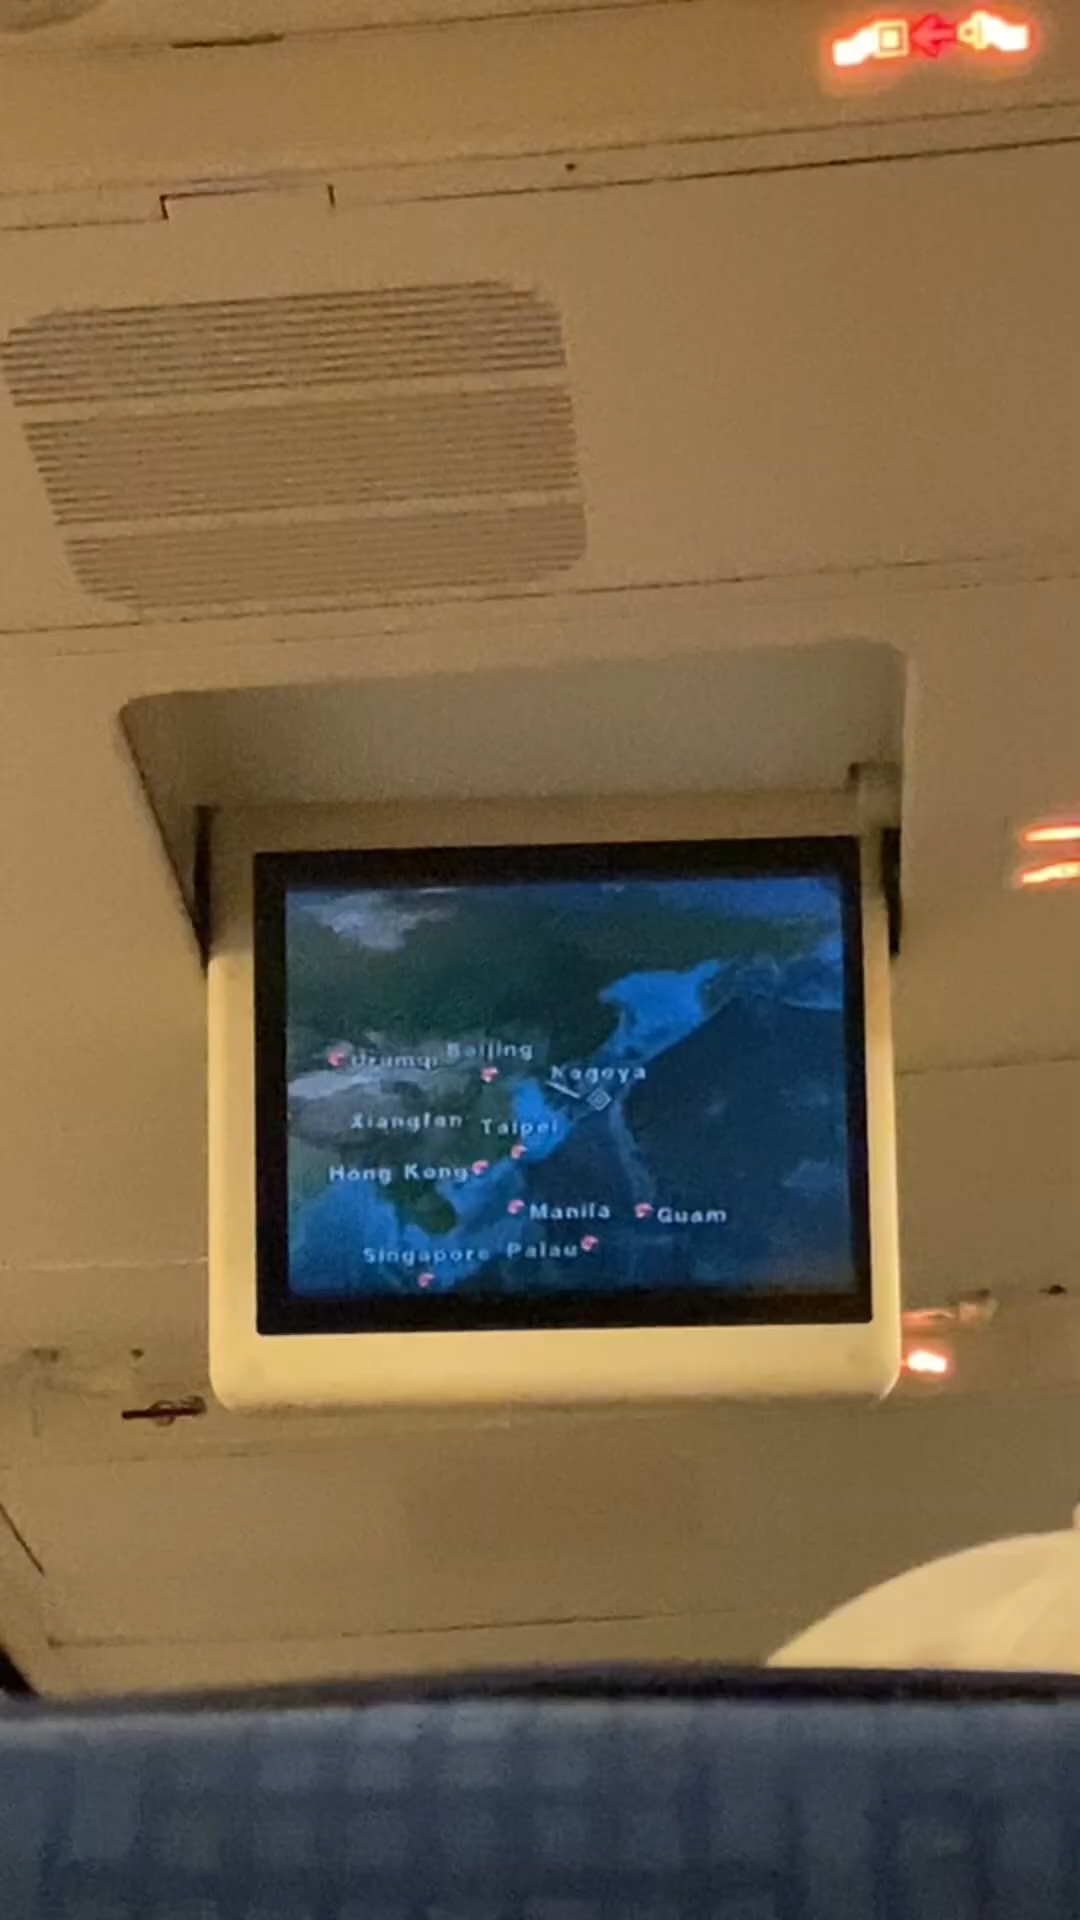 Urumqi
Beijing
Nagoya
Xiangfan
Taipei
Hong Kong
Manila
Guam
Singapore
Palau